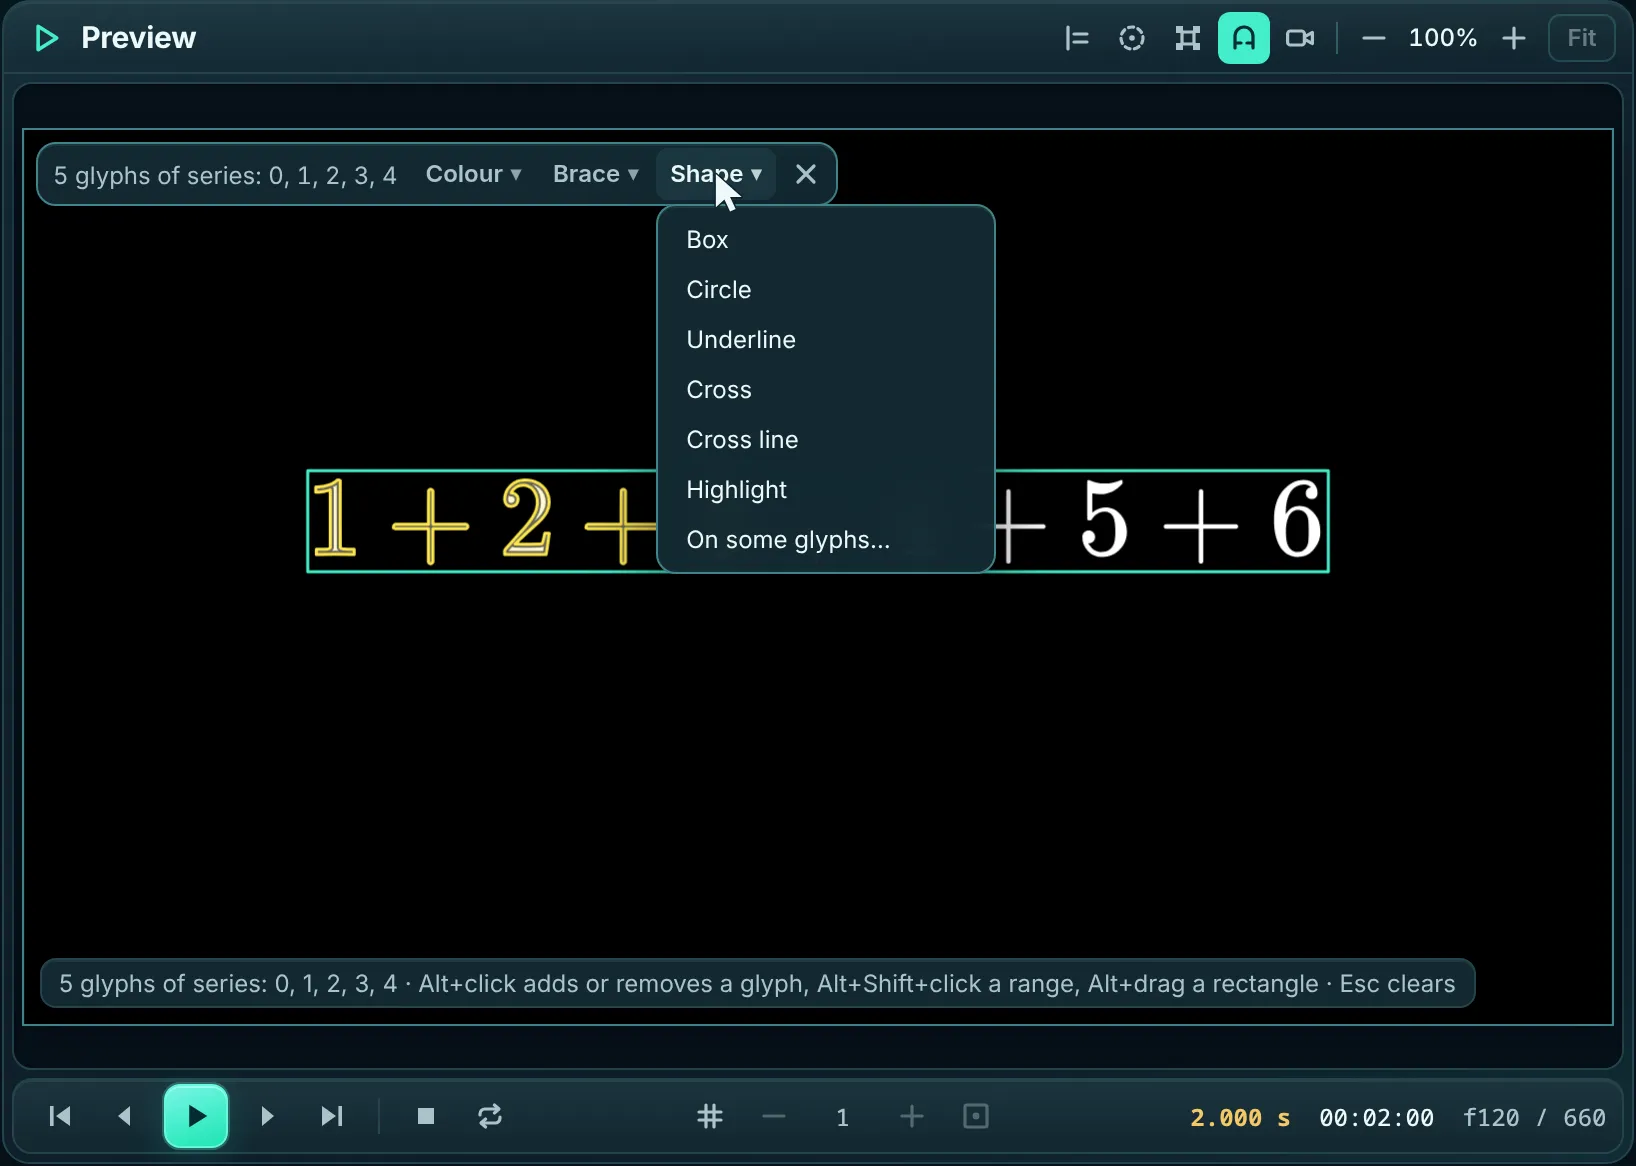 Preview
100%
Fit
5 glyphs of series: 0, 1, 2, 3, 4 Colour ▾ Brace ▾ Shape ▾
Box
Circle
Underline
Cross
Cross line
Highlight
On some glyphs...
1 + 2 + + 5 + 6
5 glyphs of series: 0, 1, 2, 3, 4 · Alt+click adds or removes a glyph, Alt+Shift+click a range, Alt+drag a rectangle · Esc clears
1
2.000 s 00:02:00 f120 / 660